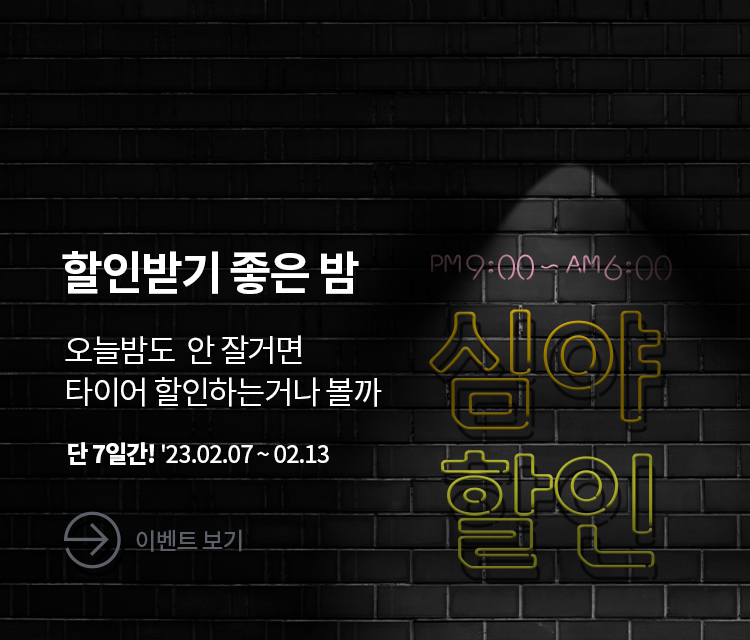 할인받기 좋은 밤
오늘밤도 안 잘거면
타이어 할인하는거나 볼까
단 7일간! '23.02.07 ~ 02.13
이벤트 보기
PM 9:00 ~ AM 6:00
심야
할인